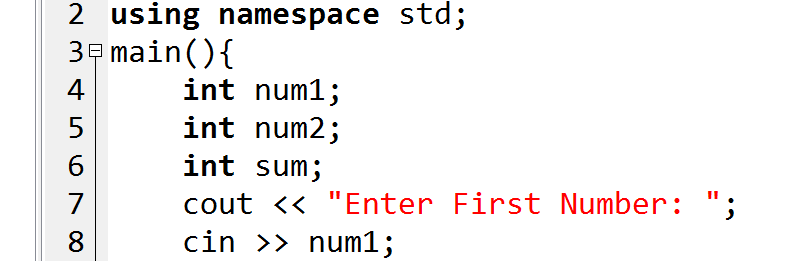 2 using namespace std;
3 main(){
4 int num1;
5 int num2;
6 int sum;
7 cout << "Enter First Number: ";
8 cin >> num1;